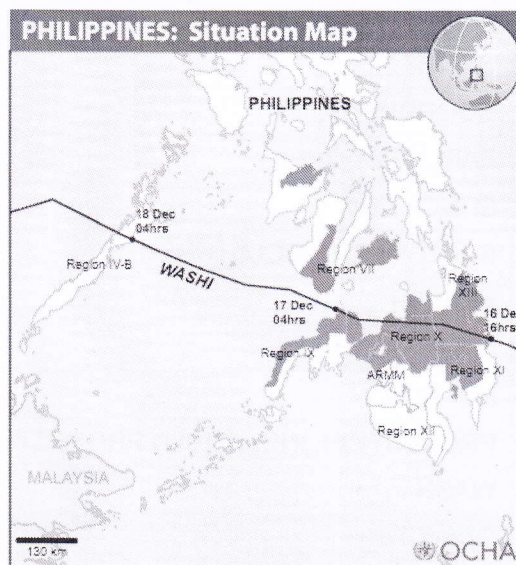 PHILIPPINES: Situation Map
PHILIPPINES
18 Dec
04hrs
Region IV-B
WASHI
Region VII
Region
XIII
17 Dec
04hrs
16 Dec
16hrs
Region IX
Region X
ARMM
Region XI
Region XII
MALAYSIA
130 km
OCHA